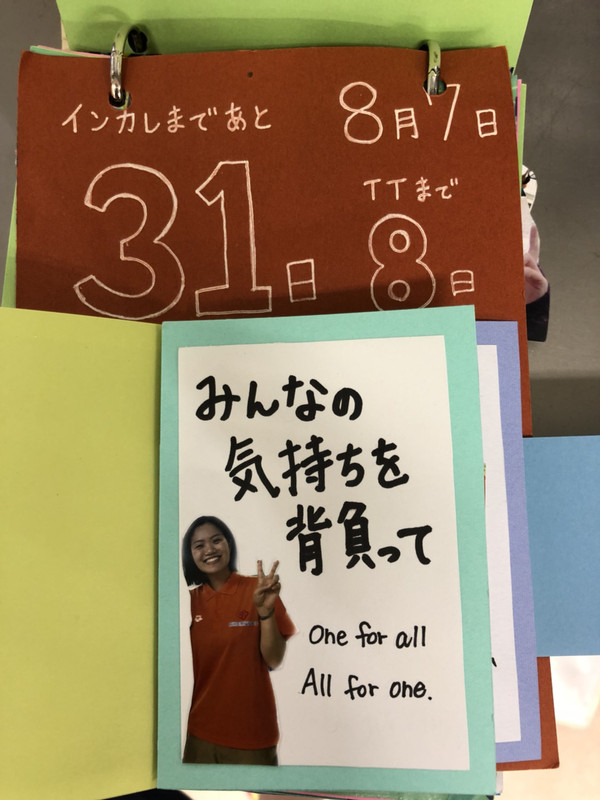 インカレまであと
8月7日
31日
TTまで
8日
みんなの
気持ちを
背負って
One for all
All for one.